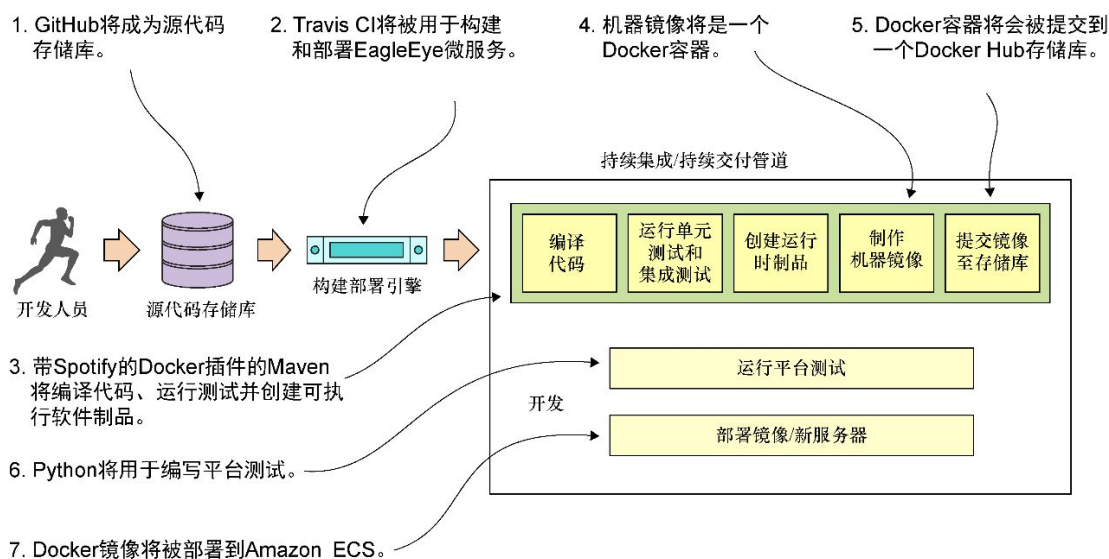 1. GitHub将成为源代码
存储库。
2. Travis CI将被用于构建
和部署EagleEye微服务。
4. 机器镜像将是一个
Docker容器。
5. Docker容器将会被提交到
一个Docker Hub存储库。
持续集成/持续交付管道
编译
代码
运行单元
测试和
集成测试
创建运行
时制品
制作
机器镜像
提交镜像
至存储库
开发人员
源代码存储库
构建部署引擎
3. 带Spotify的Docker插件的Maven
将编译代码、运行测试并创建可执
行软件制品。
运行平台测试
开发
部署镜像/新服务器
6. Python将用于编写平台测试。
7. Docker镜像将被部署到Amazon ECS。